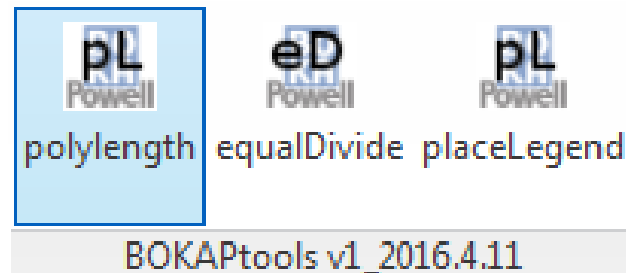 pL eD pL
Powell Powell Powell
polylength equalDivide placeLegend
BOKAPtools v1_2016.4.11